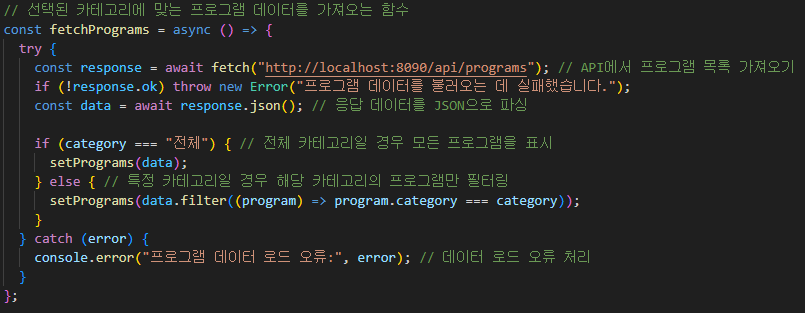 // 선택된 카테고리에 맞는 프로그램 데이터를 가져오는 함수
const fetchPrograms = async () => {
  try {
    const response = await fetch("http://localhost:8090/api/programs"); // API에서 프로그램 목록 가져오기
    if (!response.ok) throw new Error("프로그램 데이터를 불러오는 데 실패했습니다.");
    const data = await response.json(); // 응답 데이터를 JSON으로 파싱

    if (category === "전체") { // 전체 카테고리일 경우 모든 프로그램을 표시
      setPrograms(data);
    } else { // 특정 카테고리일 경우 해당 카테고리의 프로그램만 필터링
      setPrograms(data.filter((program) => program.category === category));
    }
  } catch (error) {
    console.error("프로그램 데이터 로드 오류:", error); // 데이터 로드 오류 처리
  }
};